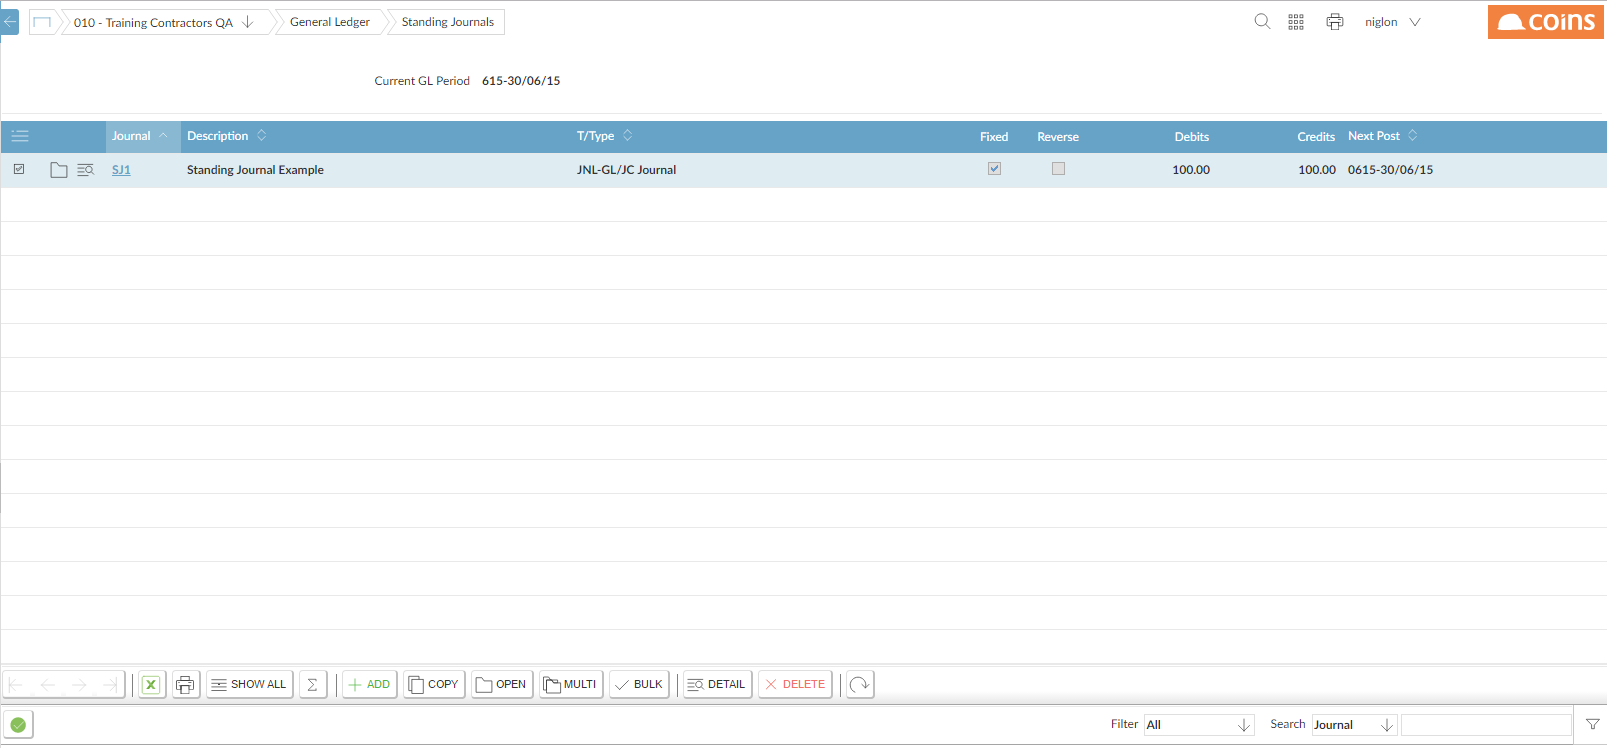 010 - Training Contractors QA General Ledger Standing Journals niglon coins
Current GL Period 615-30/06/15
Journal Description T/Type Fixed Reverse Debits Credits Next Post
SJ1 Standing Journal Example JNL-GL/JC Journal 100.00 100.00 0615-30/06/15
SHOW ALL Σ ADD COPY OPEN MULTI BULK DETAIL DELETE
Filter All Search Journal